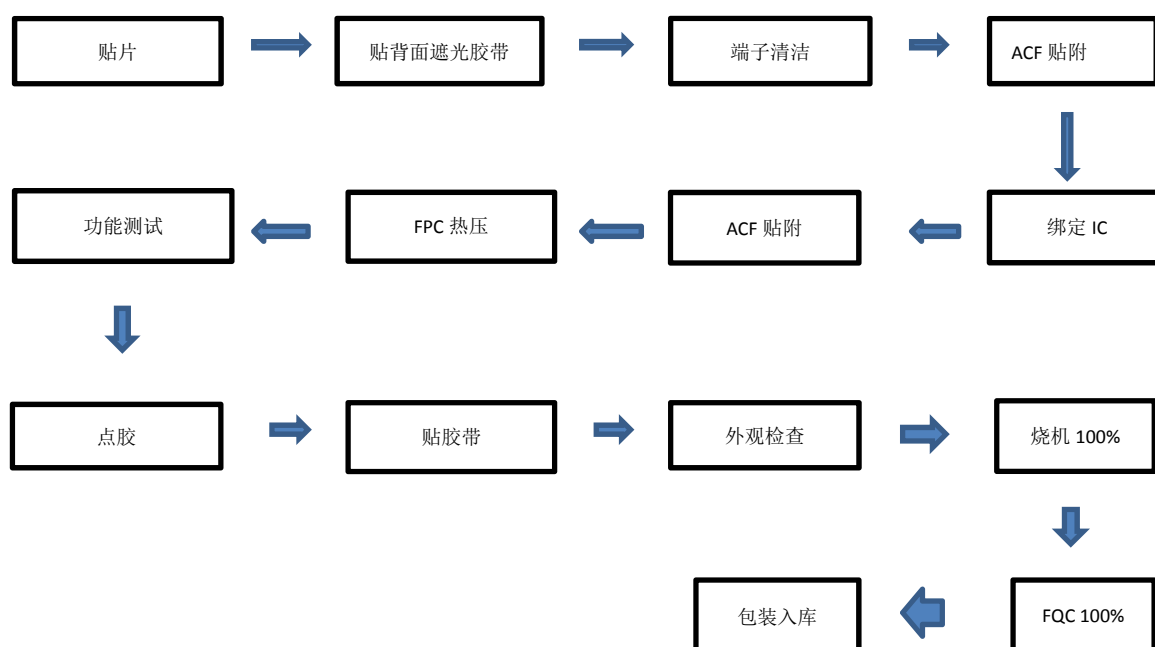 贴片
贴背面遮光胶带
端子清洁
ACF 贴附
功能测试
FPC 热压
ACF 贴附
绑定 IC
点胶
贴胶带
外观检查
烧机 100%
包装入库
FQC 100%